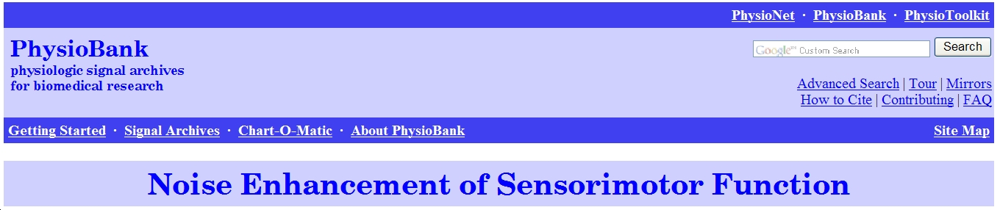 PhysioNet · PhysioBank · PhysioToolkit
PhysioBank
physiologic signal archives
for biomedical research
Google™ Custom Search Search
Advanced Search | Tour | Mirrors
How to Cite | Contributing | FAQ
Getting Started · Signal Archives · Chart-O-Matic · About PhysioBank Site Map
Noise Enhancement of Sensorimotor Function